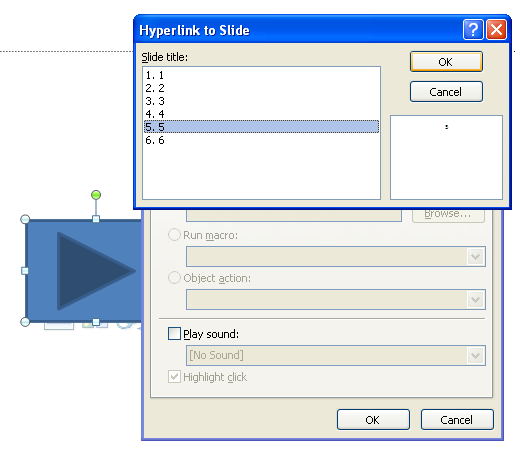 Hyperlink to Slide
Slide title:
1. 1
2. 2
3. 3
4. 4
5. 5
6. 6
OK
Cancel
5
Browse...
Run macro:
Object action:
Play sound:
[No Sound]
Highlight click
OK
Cancel